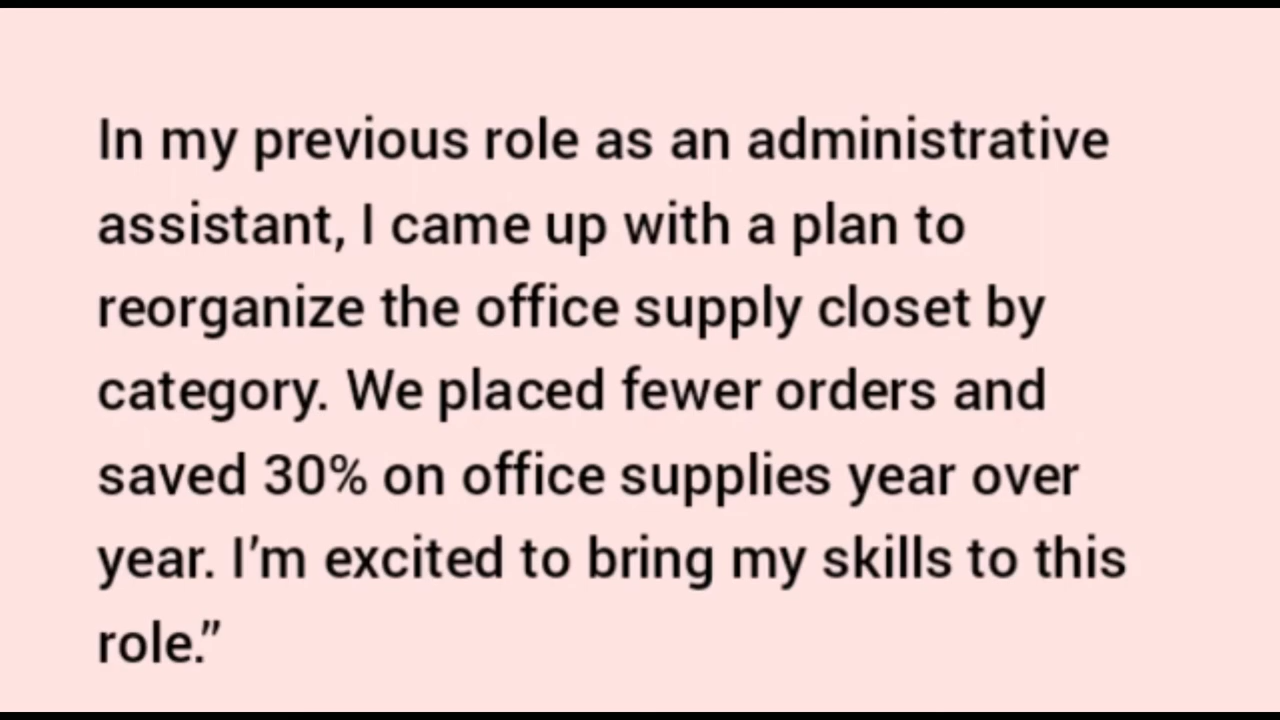 In my previous role as an administrative
assistant, I came up with a plan to
reorganize the office supply closet by
category. We placed fewer orders and
saved 30% on office supplies year over
year. I’m excited to bring my skills to this
role.”